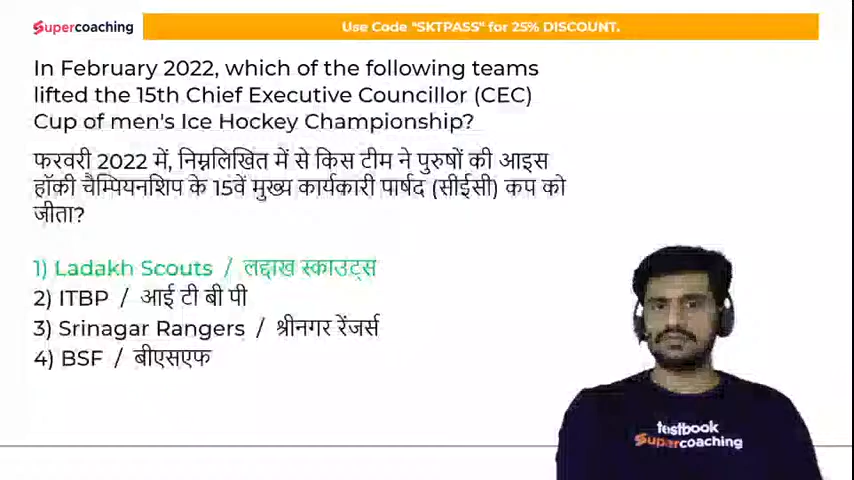 Supercoaching
Use Code "SKTPASS" for 25% DISCOUNT.
In February 2022, which of the following teams
lifted the 15th Chief Executive Councillor (CEC)
Cup of men's Ice Hockey Championship?
फरवरी 2022 में, निम्नलिखित में से किस टीम ने पुरुषों की आइस
हॉकी चैम्पियनशिप के 15वें मुख्य कार्यकारी पार्षद (सीईसी) कप को
जीता?
1) Ladakh Scouts / लद्दाख स्काउट्स
2) ITBP / आई टी बी पी
3) Srinagar Rangers / श्रीनगर रेंजर्स
4) BSF / बीएसएफ
testbook
Supercoaching